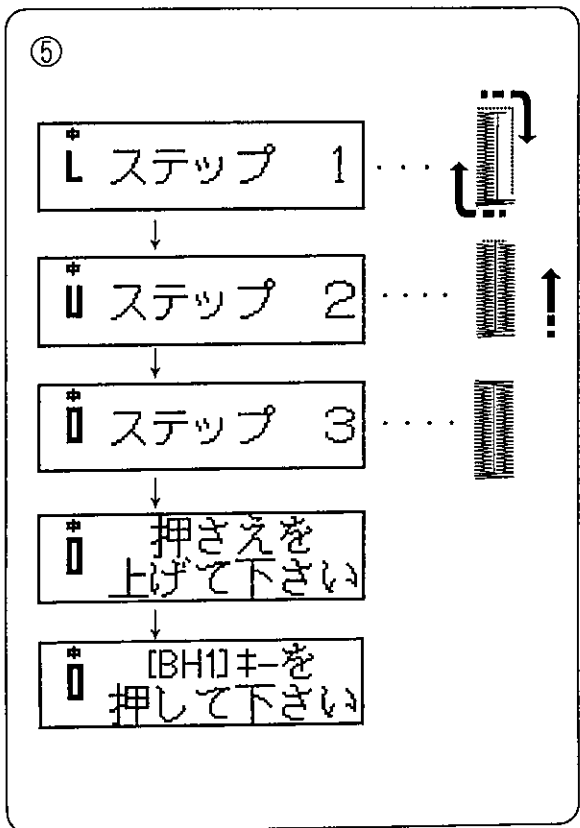 ⑤
中
L ステップ 1 ‥‥
↓
中
ステップ 2 ‥‥
↓
中
ステップ 3 ‥‥
↓
中
押さえを
上げて下さい
↓
中
[BH1]キーを
押して下さい